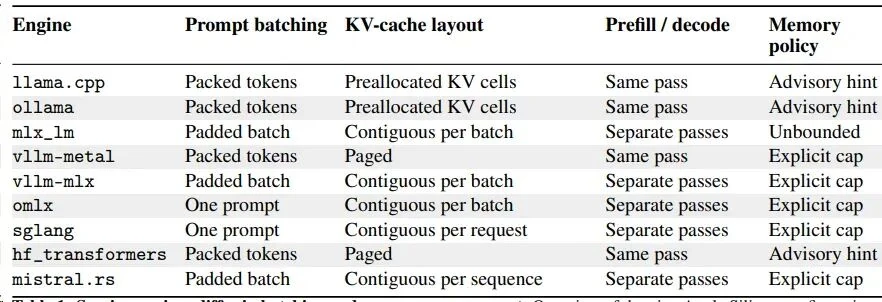 Engine Prompt batching KV-cache layout Prefill / decode Memory policy
llama.cpp Packed tokens Preallocated KV cells Same pass Advisory hint
ollama Packed tokens Preallocated KV cells Same pass Advisory hint
mlx_lm Padded batch Contiguous per batch Separate passes Unbounded
vllm-metal Packed tokens Paged Same pass Explicit cap
vllm-mlx Padded batch Contiguous per batch Separate passes Explicit cap
omlx One prompt Contiguous per batch Separate passes Explicit cap
sglang One prompt Contiguous per request Separate passes Explicit cap
hf_transformers Packed tokens Paged Same pass Advisory hint
mistral.rs Padded batch Contiguous per sequence Separate passes Explicit cap